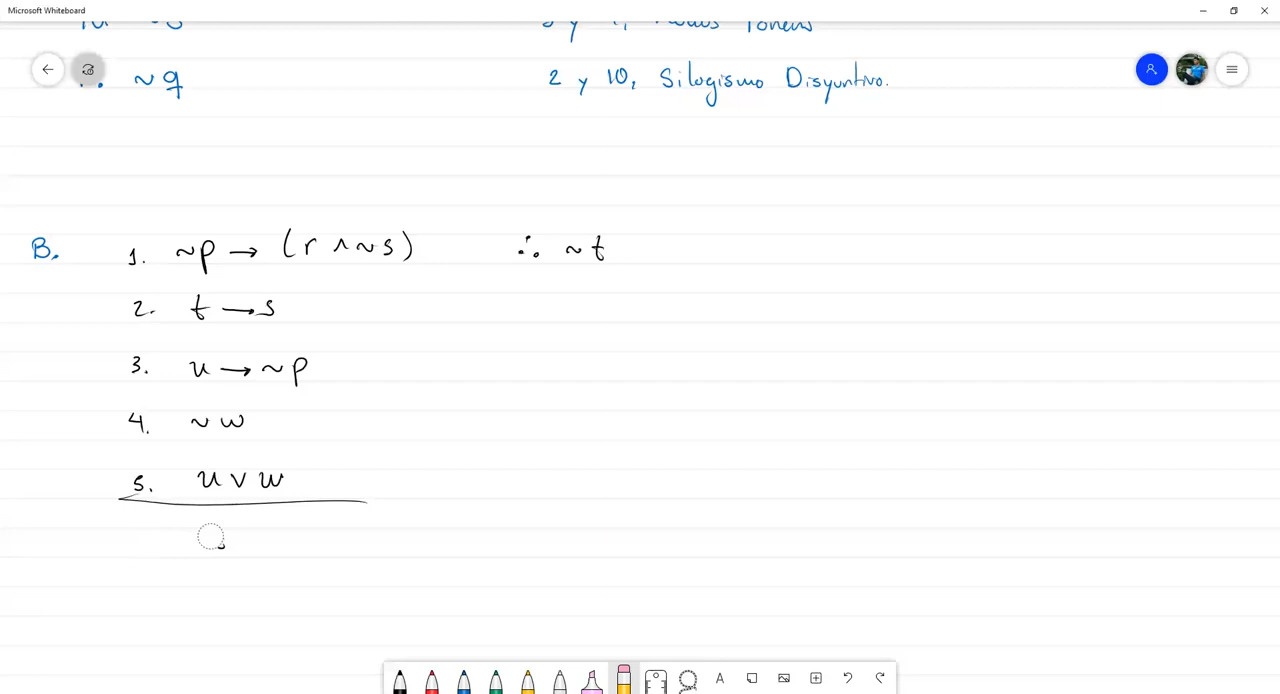 Microsoft Whiteboard
∴ ~q 2 y 10, Silogismo Disyuntivo.
B. 1. ~p → (r ∧ ~s) ∴ ~t
2. t → s
3. u → ~p
4. ~w
5. u ∨ w